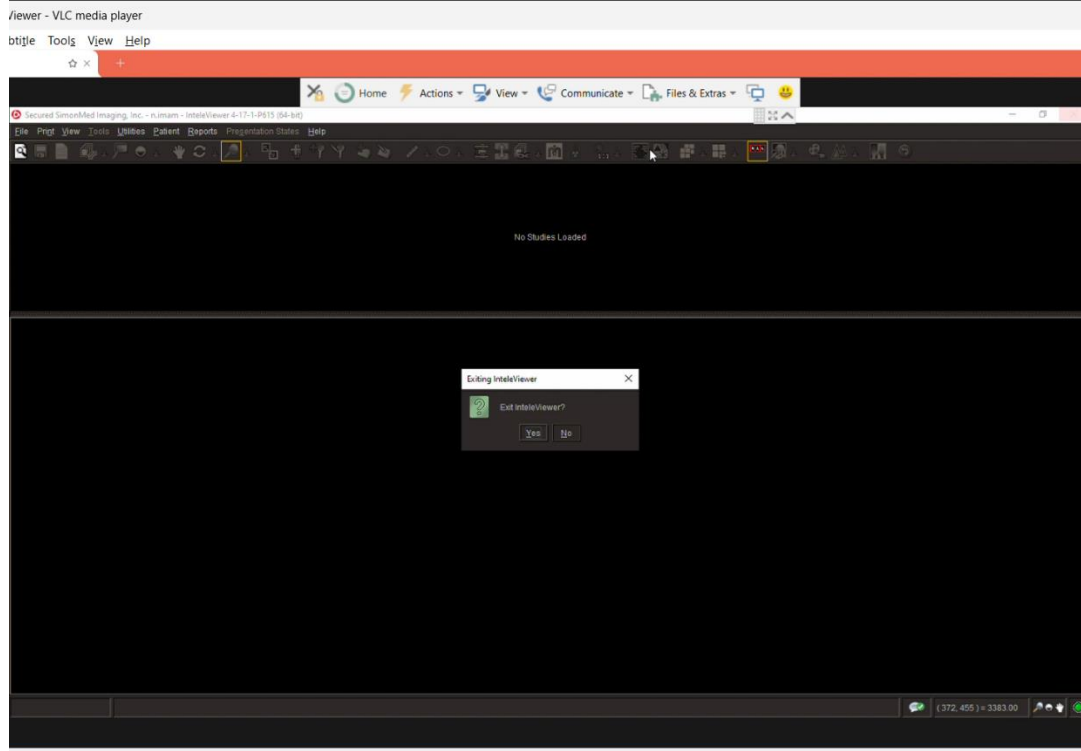 Viewer - VLC media player
btitle Tools View Help
Home Actions View Communicate Files & Extras
Secured SimonMed Imaging, Inc. - n.imam - InteleViewer 4-17-1-P615 (64-bit)
File Print View Tools Utilities Patient Reports Presentation States Help
No Studies Loaded
Exiting InteleViewer
Exit InteleViewer?
Yes No
( 372, 455 ) = 3383.00